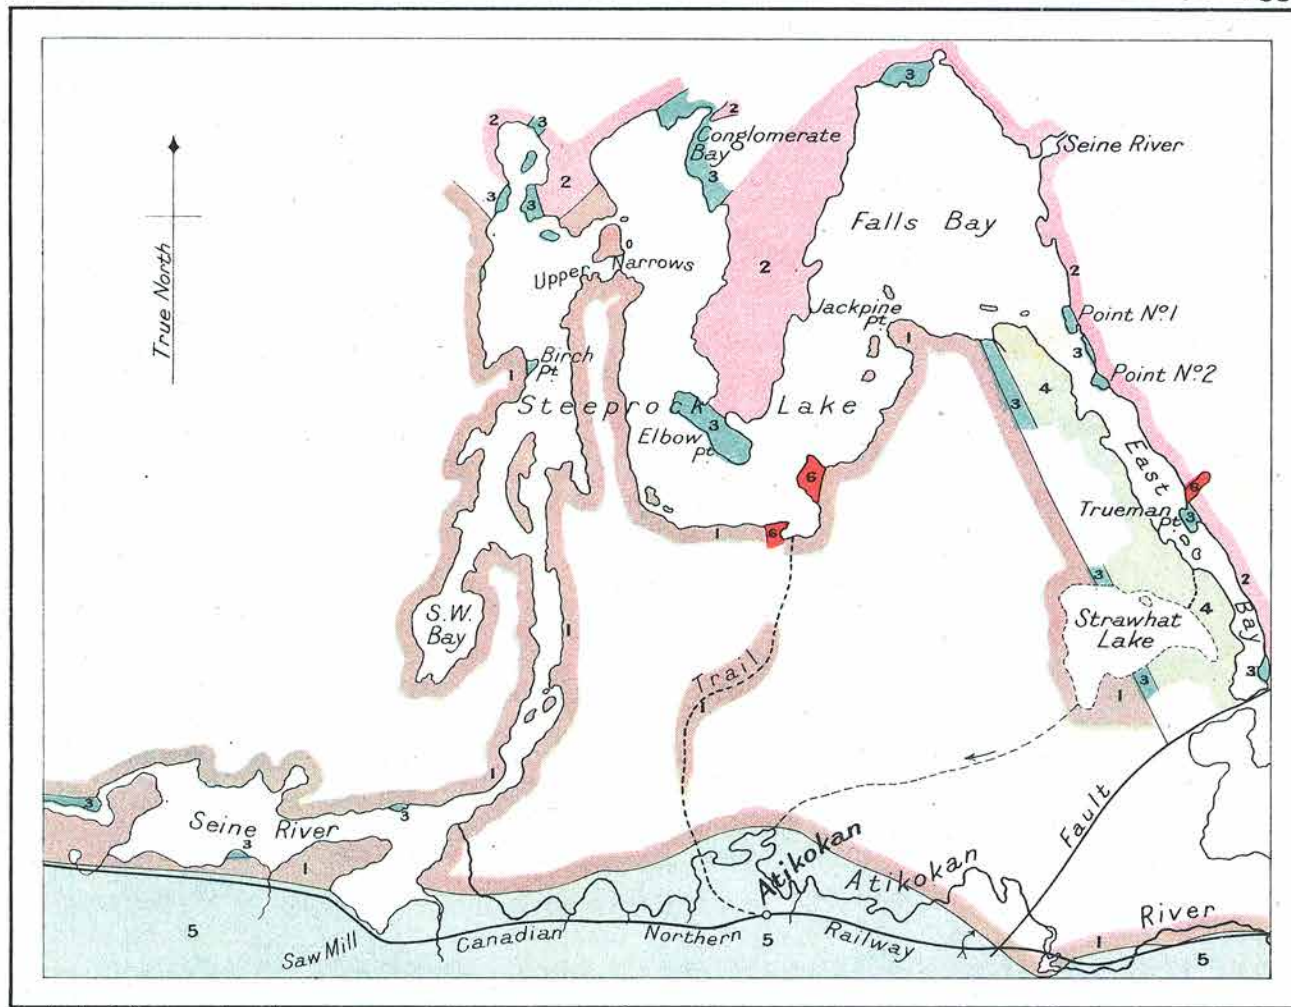 2
3
2
Conglomerate
Bay
3
3
Seine River
2
3
3
Falls Bay
True North
Upper Narrows
2
2
Jackpine
Pt.
1
Point Nº1
3
Point Nº2
1
Birch
Pt.
3
4
Steeprock Lake
3
Elbow
Pt.
East Bay
6
6
Trueman
Pt.
3
1
6
3
2
S.W.
Bay
4
Strawhat
Lake
1
Trail
1
3
1
3
1
Fault
3
3
Seine River
3
1
Atikokan
Atikokan River
5
Saw Mill
Canadian Northern Railway
5
1
5